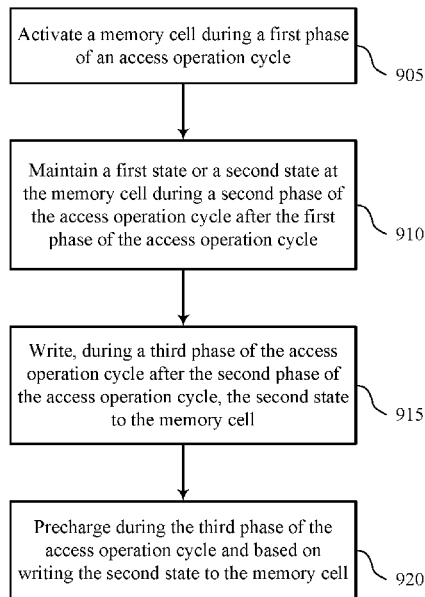 Activate a memory cell during a first phase
of an access operation cycle
905
Maintain a first state or a second state at
the memory cell during a second phase of
the access operation cycle after the first
phase of the access operation cycle
910
Write, during a third phase of the access
operation cycle after the second phase of
the access operation cycle, the second state
to the memory cell
915
Precharge during the third phase of the
access operation cycle and based on
writing the second state to the memory cell
920